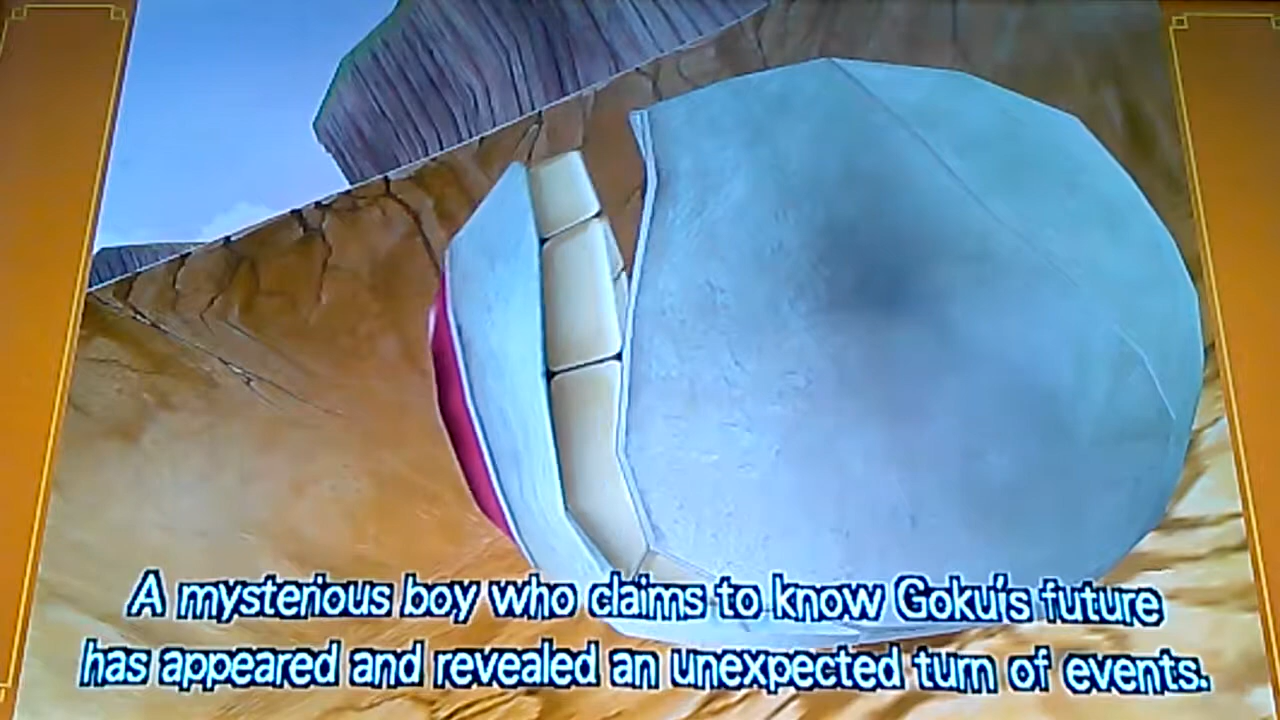 A mysterious boy who claims to know Goku's future
has appeared and revealed an unexpected turn of events.